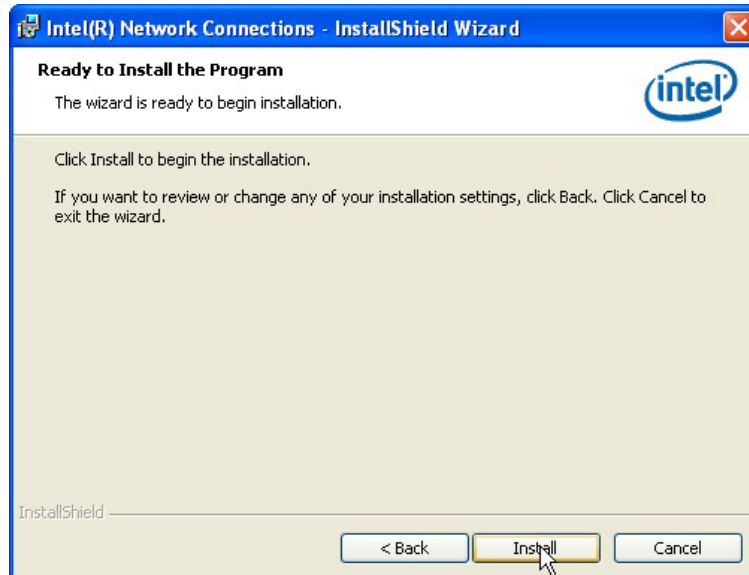 Intel(R) Network Connections - InstallShield Wizard
Ready to Install the Program
The wizard is ready to begin installation.
intel
Click Install to begin the installation.
If you want to review or change any of your installation settings, click Back. Click Cancel to
exit the wizard.
InstallShield
< Back
Install
Cancel